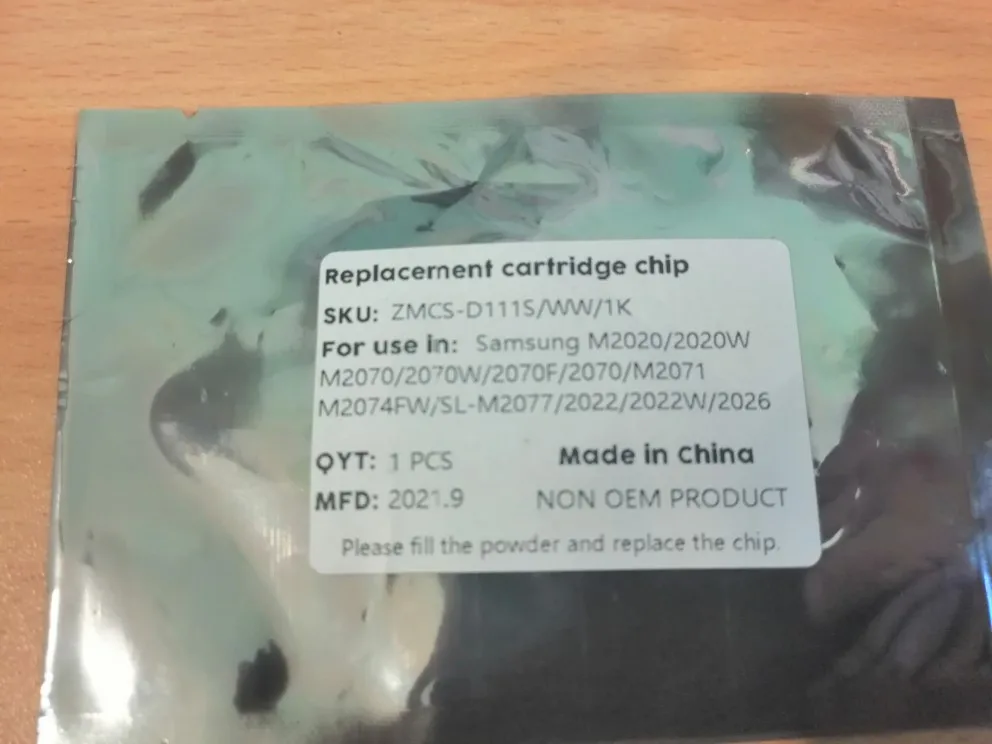 Replacement cartridge chip
SKU: ZMCS-D111S/WW/1K
For use in: Samsung M2020/2020W
M2070/2070W/2070F/2070/M2071
M2074FW/SL-M2077/2022/2022W/2026
QYT: 1 PCS Made in China
MFD: 2021.9 NON OEM PRODUCT
Please fill the powder and replace the chip.